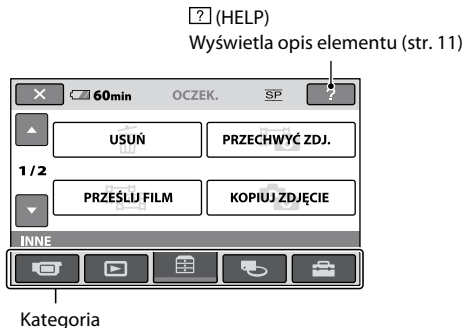 ? (HELP)
Wyświetla opis elementu (str. 11)
60min OCZEK. SP ?
USUŃ PRZECHWYĆ ZDJ.
1/2
PRZEŚLIJ FILM KOPIUJ ZDJĘCIE
INNE
Kategoria